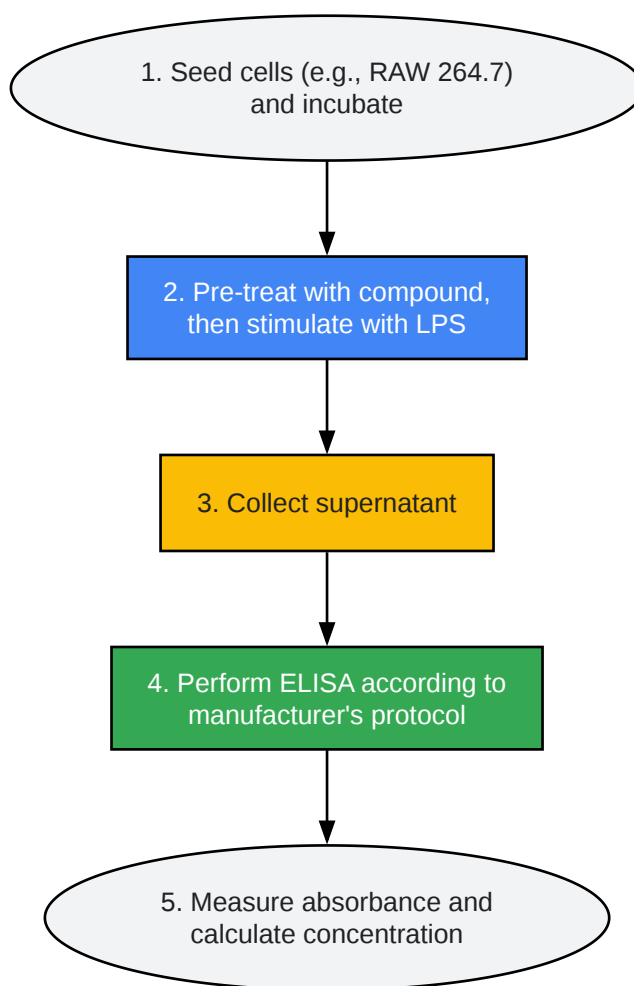 1. Seed cells (e.g., RAW 264.7)
and incubate
2. Pre-treat with compound,
then stimulate with LPS
3. Collect supernatant
4. Perform ELISA according to
manufacturer's protocol
5. Measure absorbance and
calculate concentration